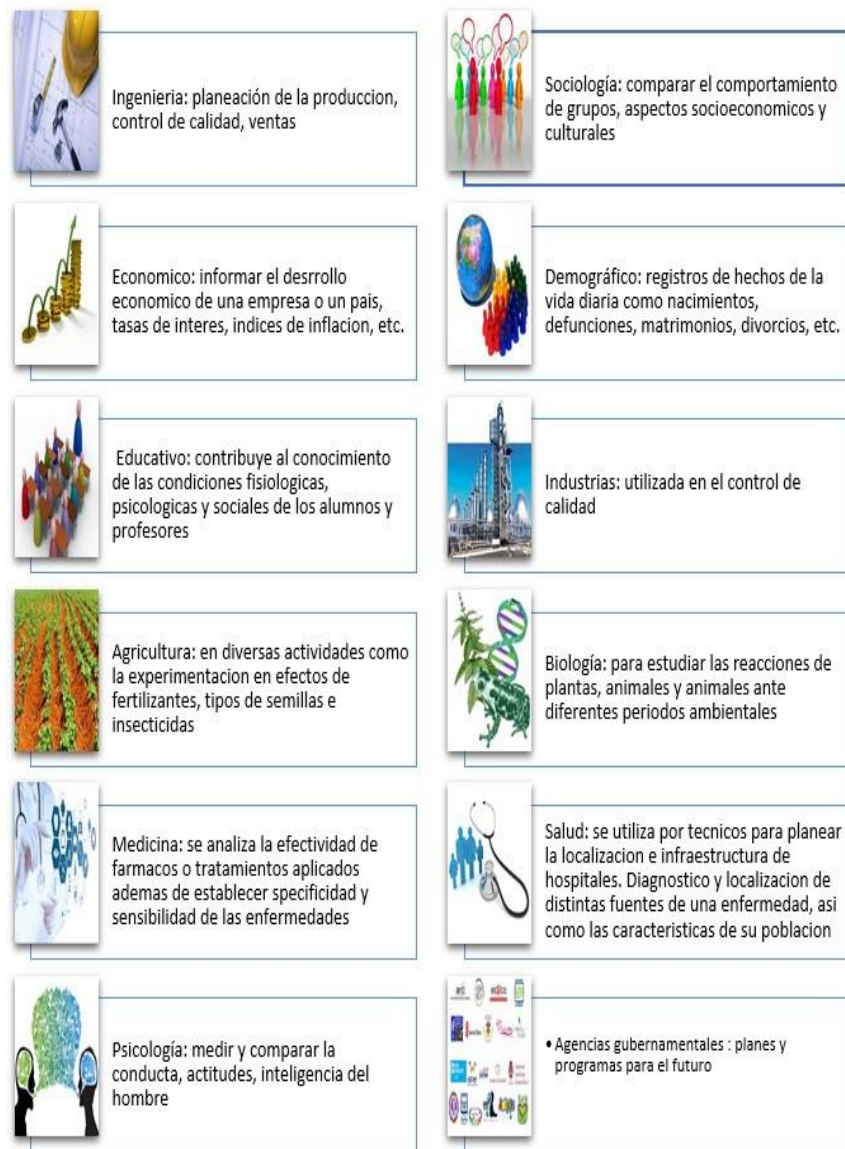 Ingenieria: planeación de la produccion,
control de calidad, ventas
Sociología: comparar el comportamiento
de grupos, aspectos socioeconomicos y
culturales
Economico: informar el desrrollo
economico de una empresa o un pais,
tasas de interes, indices de inflacion, etc.
Demográfico: registros de hechos de la
vida diaria como nacimientos,
defunciones, matrimonios, divorcios, etc.
Educativo: contribuye al conocimiento
de las condiciones fisiologicas,
psicologicas y sociales de los alumnos y
profesores
Industrias: utilizada en el control de
calidad
Agricultura: en diversas actividades como
la experimentacion en efectos de
fertilizantes, tipos de semillas e
insecticidas
Biología: para estudiar las reacciones de
plantas, animales y animales ante
diferentes periodos ambientales
Medicina: se analiza la efectividad de
farmacos o tratamientos aplicados
ademas de establecer specificidad y
sensibilidad de las enfermedades
Salud: se utiliza por tecnicos para planear
la localizacion e infraestructura de
hospitales. Diagnostico y localizacion de
distintas fuentes de una enfermedad, asi
como las caracteristicas de su poblacion
Psicología: medir y comparar la
conducta, actitudes, inteligencia del
hombre
• Agencias gubernamentales : planes y
programas para el futuro